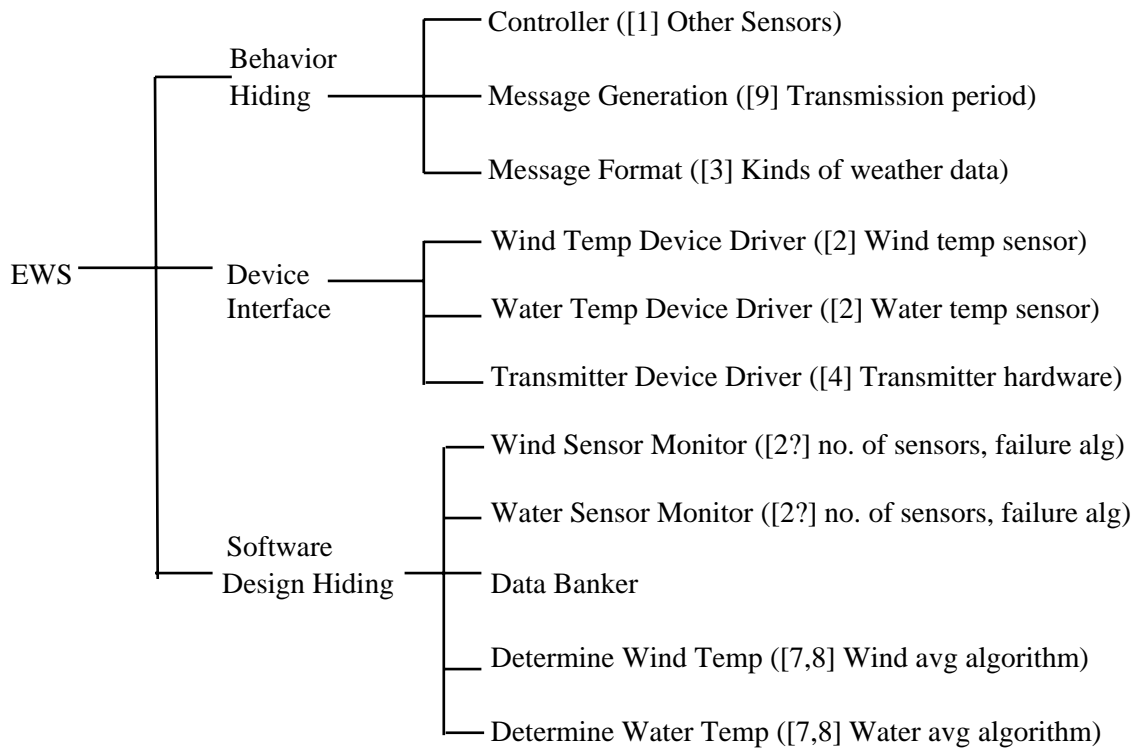 Controller ([1] Other Sensors)
Behavior
Hiding
Message Generation ([9] Transmission period)
Message Format ([3] Kinds of weather data)
Wind Temp Device Driver ([2] Wind temp sensor)
EWS
Device
Interface
Water Temp Device Driver ([2] Water temp sensor)
Transmitter Device Driver ([4] Transmitter hardware)
Wind Sensor Monitor ([2?] no. of sensors, failure alg)
Water Sensor Monitor ([2?] no. of sensors, failure alg)
Software
Design Hiding
Data Banker
Determine Wind Temp ([7,8] Wind avg algorithm)
Determine Water Temp ([7,8] Water avg algorithm)